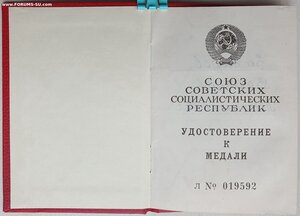 www.FORUMS-SU.com
СОЮЗ
СОВЕТСКИХ
СОЦИАЛИСТИЧЕСКИХ
РЕСПУБЛИК
УДОСТОВЕРЕНИЕ
К
МЕДАЛИ
Л № 019592